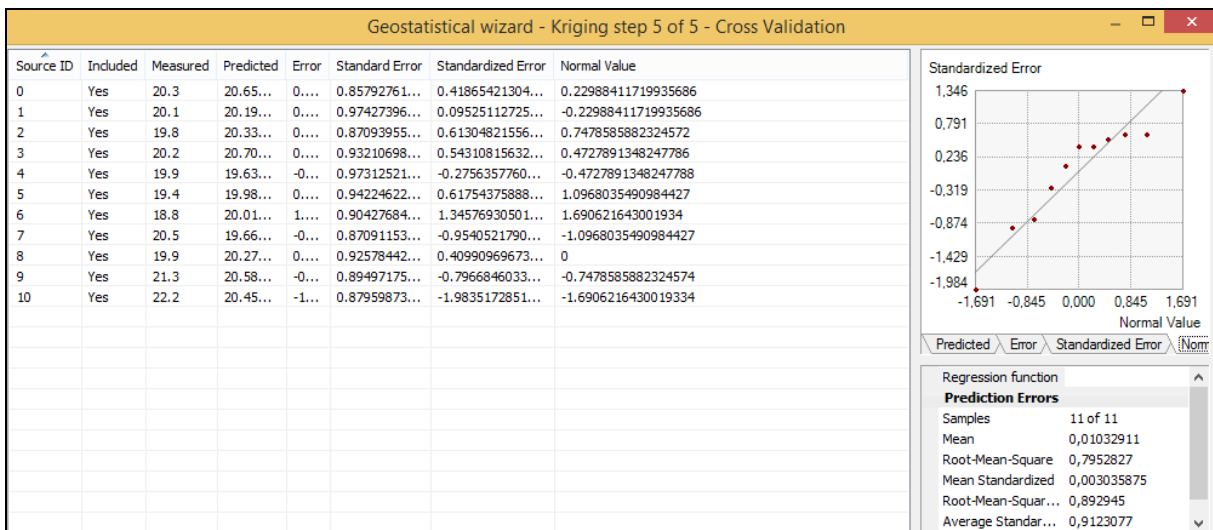 Geostatistical wizard - Kriging step 5 of 5 - Cross Validation
Source ID Included Measured Predicted Error Standard Error Standardized Error Normal Value
0 Yes 20.3 20.65... 0.... 0.85792761... 0.41865421304... 0.22988411719935686
1 Yes 20.1 20.19... 0.... 0.97427396... 0.09525112725... -0.22988411719935686
2 Yes 19.8 20.33... 0.... 0.87093955... 0.61304821556... 0.7478585882324572
3 Yes 20.2 20.70... 0.... 0.93210698... 0.54310815632... 0.4727891348247786
4 Yes 19.9 19.63... -0... 0.97312521... -0.2756357760... -0.4727891348247788
5 Yes 19.4 19.98... 0.... 0.94224622... 0.61754375888... 1.0968035490984427
6 Yes 18.8 20.01... 1.... 0.90427684... 1.34576930501... 1.690621643001934
7 Yes 20.5 19.66... -0... 0.87091153... -0.9540521790... -1.0968035490984427
8 Yes 19.9 20.27... 0.... 0.92578442... 0.40990969673... 0
9 Yes 21.3 20.58... -0... 0.89497175... -0.7966846033... -0.7478585882324574
10 Yes 22.2 20.45... -1... 0.87959873... -1.9835172851... -1.6906216430019334
Standardized Error
1,346
0,791
0,236
-0,319
-0,874
-1,429
-1,984
-1,691 -0,845 0,000 0,845 1,691
Normal Value
Predicted Error Standardized Error Norm
Regression function
Prediction Errors
Samples 11 of 11
Mean 0,01032911
Root-Mean-Square 0,7952827
Mean Standardized 0,003035875
Root-Mean-Squar... 0,892945
Average Standar... 0,9123077